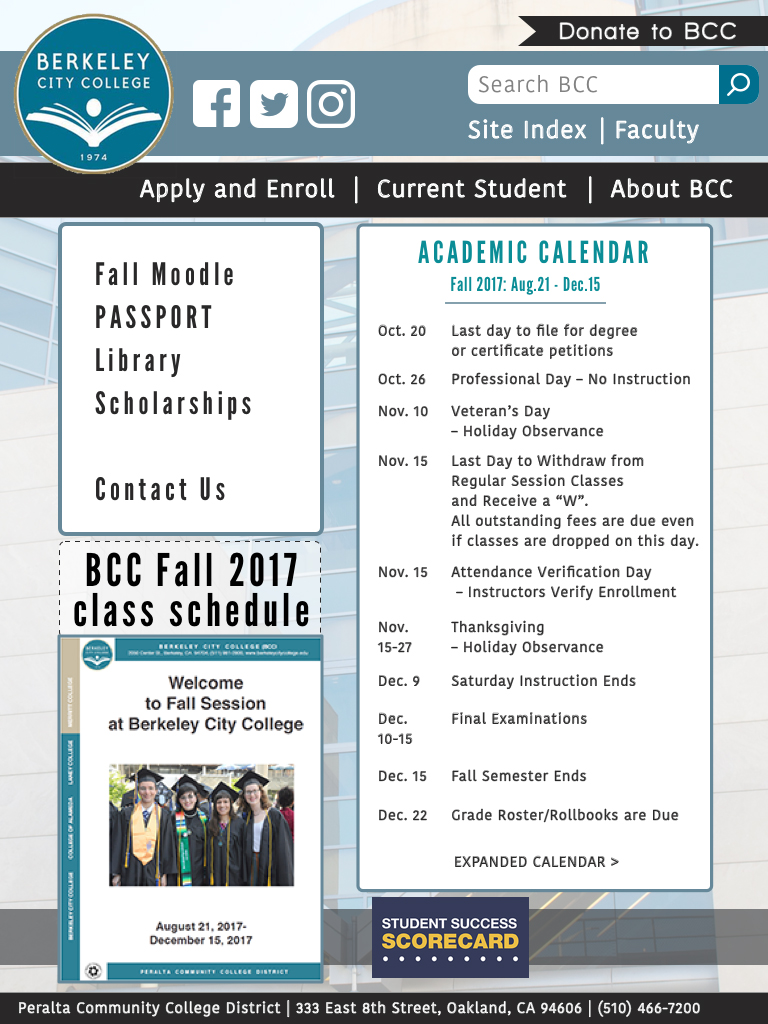 Donate to BCC
BERKELEY
CITY COLLEGE
1974
Search BCC
Site Index | Faculty
Apply and Enroll | Current Student | About BCC
Fall Moodle
PASSPORT
Library
Scholarships
Contact Us
BCC Fall 2017
class schedule
BERKELEY CITY COLLEGE (BCC)
MERRITT COLLEGE
LANEY COLLEGE
COLLEGE OF ALAMEDA
BERKELEY CITY COLLEGE
Welcome
to Fall Session
at Berkeley City College
August 21, 2017-
December 15, 2017
PERALTA COMMUNITY COLLEGE DISTRICT
ACADEMIC CALENDAR
Fall 2017: Aug.21 - Dec.15
Oct. 20 Last day to file for degree
or certificate petitions
Oct. 26 Professional Day – No Instruction
Nov. 10 Veteran’s Day
– Holiday Observance
Nov. 15 Last Day to Withdraw from
Regular Session Classes
and Receive a “W”.
All outstanding fees are due even
if classes are dropped on this day.
Nov. 15 Attendance Verification Day
– Instructors Verify Enrollment
Nov. Thanksgiving
15-27 – Holiday Observance
Dec. 9 Saturday Instruction Ends
Dec. Final Examinations
10-15
Dec. 15 Fall Semester Ends
Dec. 22 Grade Roster/Rollbooks are Due
EXPANDED CALENDAR >
STUDENT SUCCESS
SCORECARD
Peralta Community College District | 333 East 8th Street, Oakland, CA 94606 | (510) 466-7200